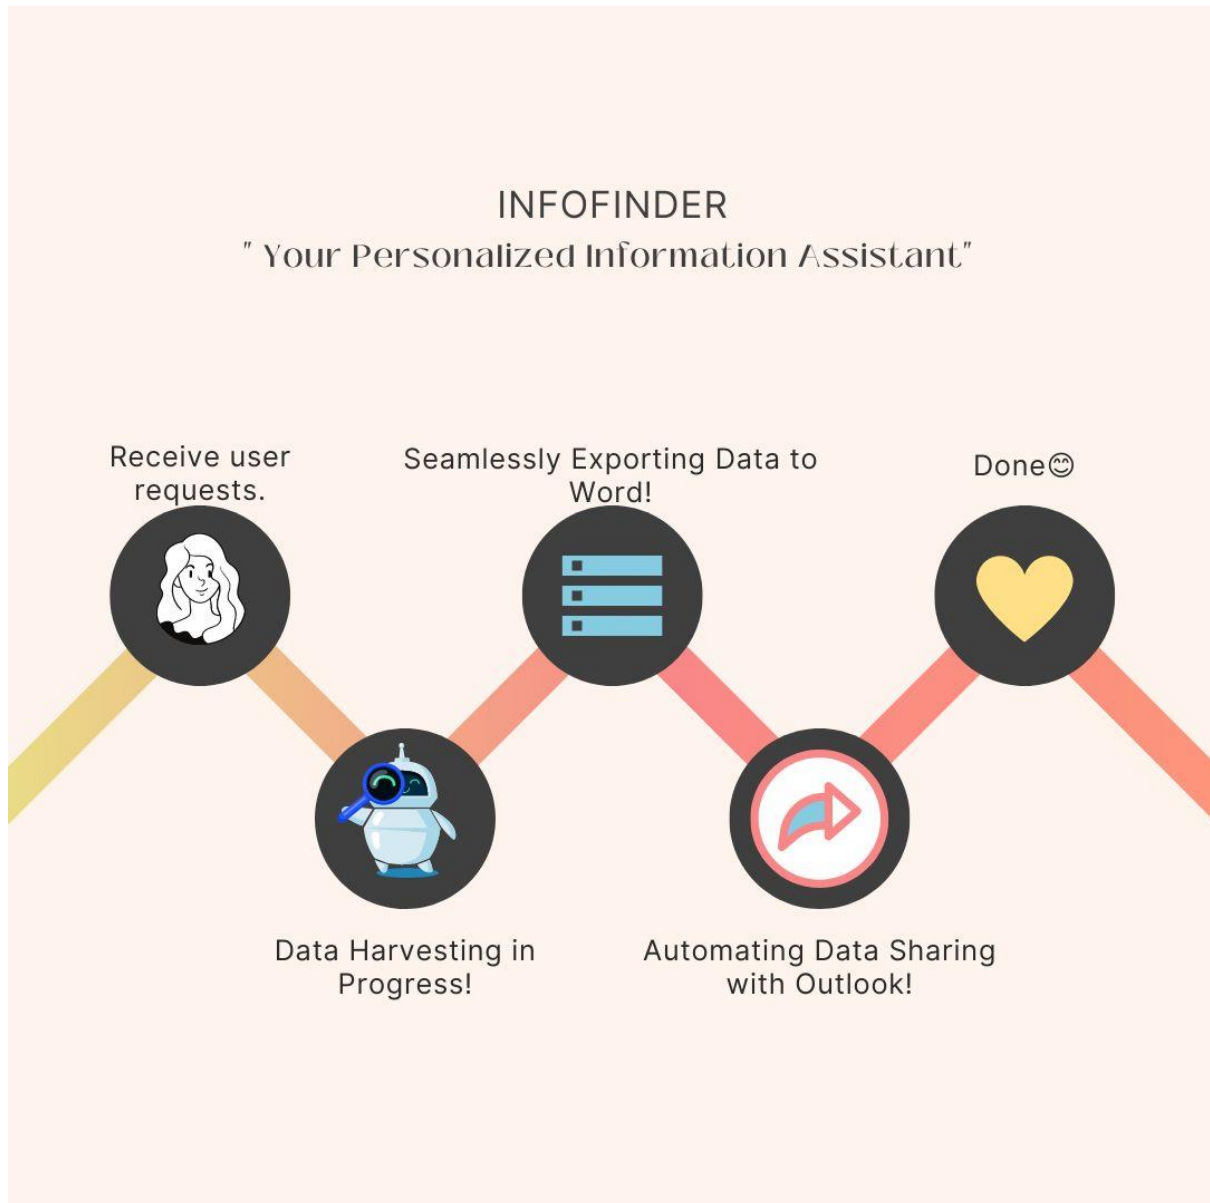 INFOFINDER
" Your Personalized Information Assistant"
Receive user
requests.
Data Harvesting in
Progress!
Seamlessly Exporting Data to
Word!
Automating Data Sharing
with Outlook!
Done😊